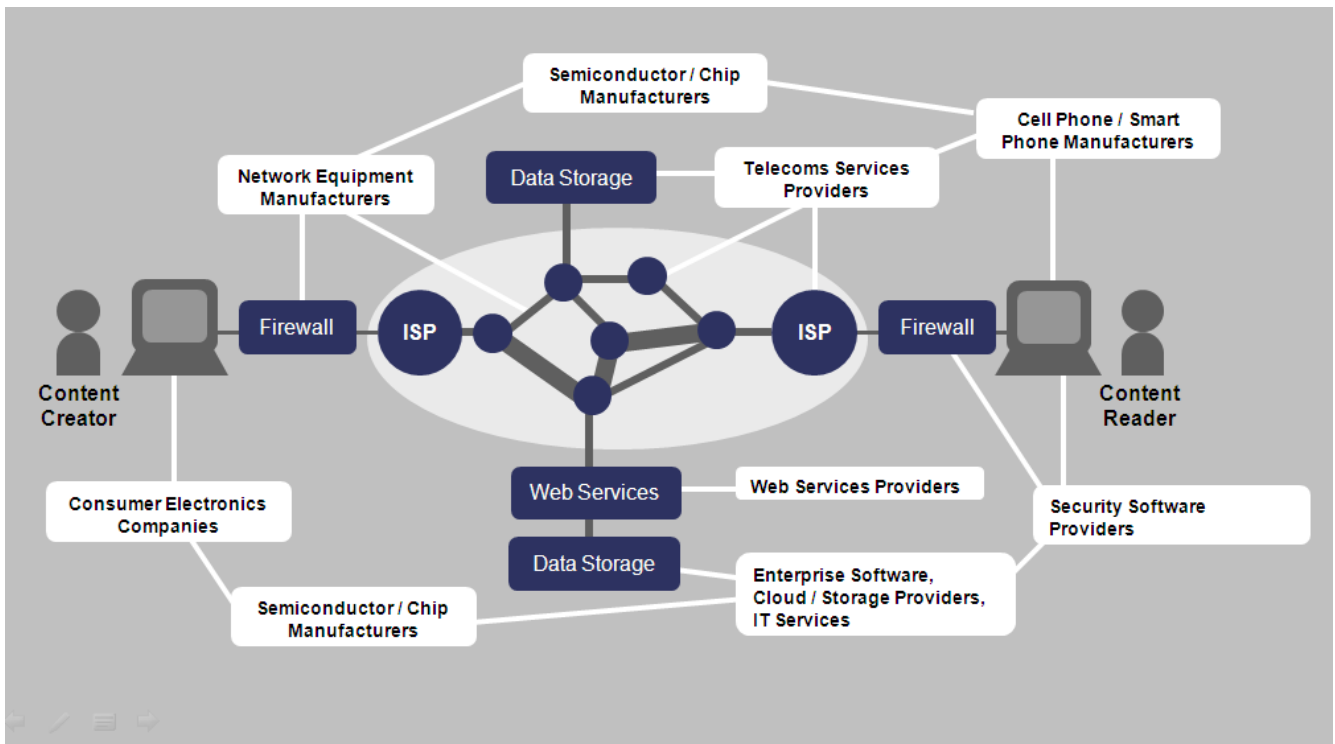 Semiconductor / Chip
Manufacturers
Cell Phone / Smart
Phone Manufacturers
Network Equipment
Manufacturers
Data Storage
Telecoms Services
Providers
Firewall
ISP
ISP
Firewall
Content
Creator
Content
Reader
Consumer Electronics
Companies
Web Services
Web Services Providers
Security Software
Providers
Data Storage
Enterprise Software,
Cloud / Storage Providers,
IT Services
Semiconductor / Chip
Manufacturers